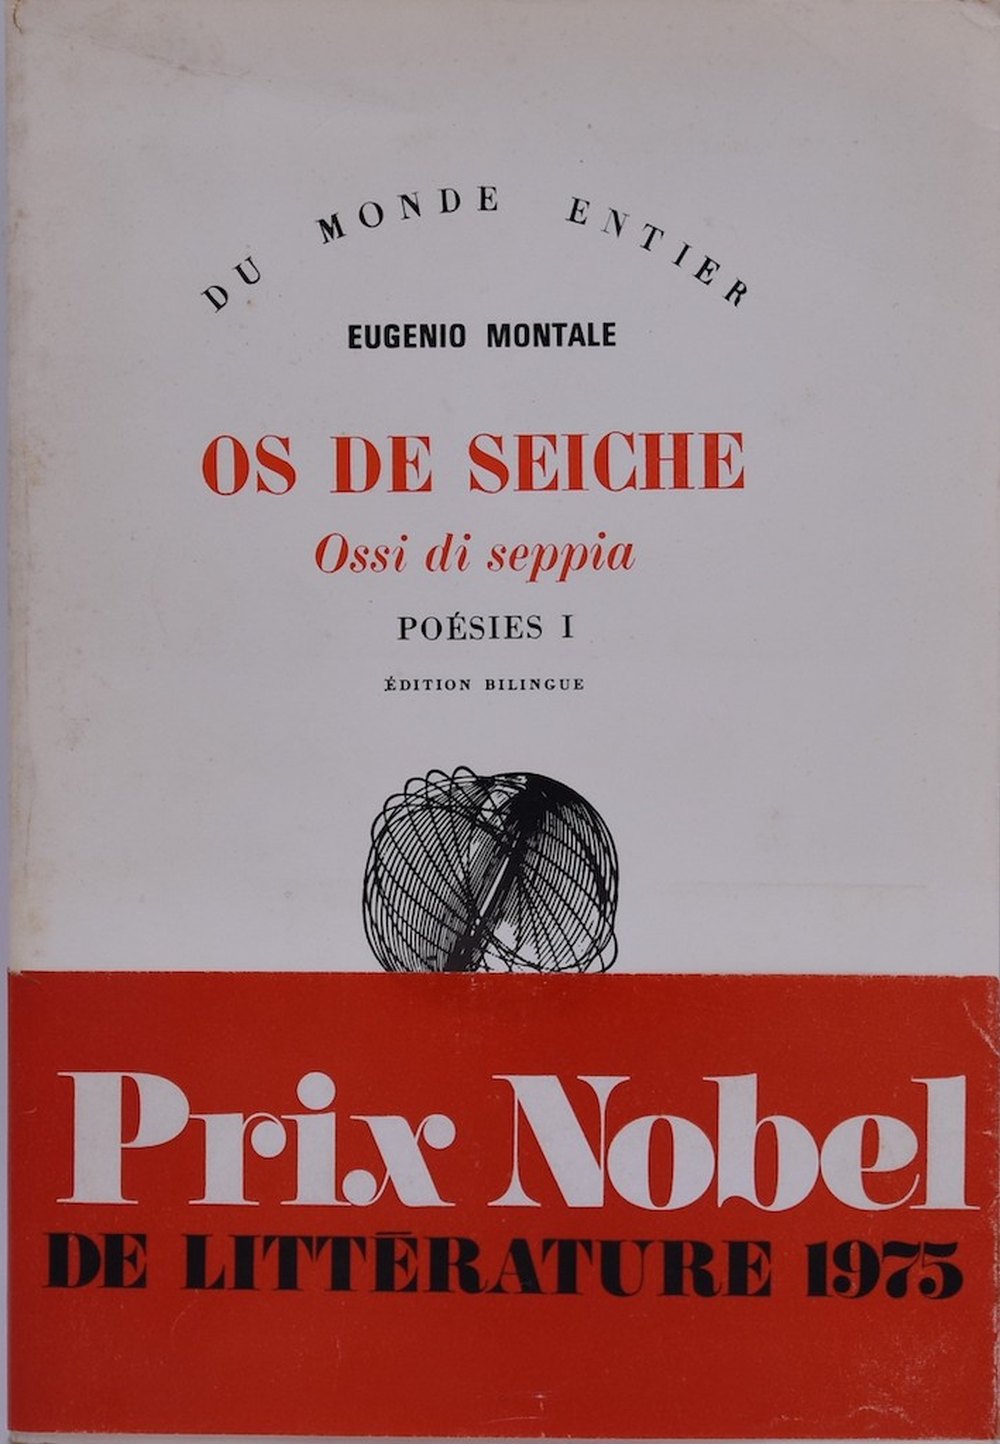 DU MONDE ENTIER
EUGENIO MONTALE
OS DE SEICHE
Ossi di seppia
POÉSIES I
ÉDITION BILINGUE
Prix Nobel
DE LITTÉRATURE 1975